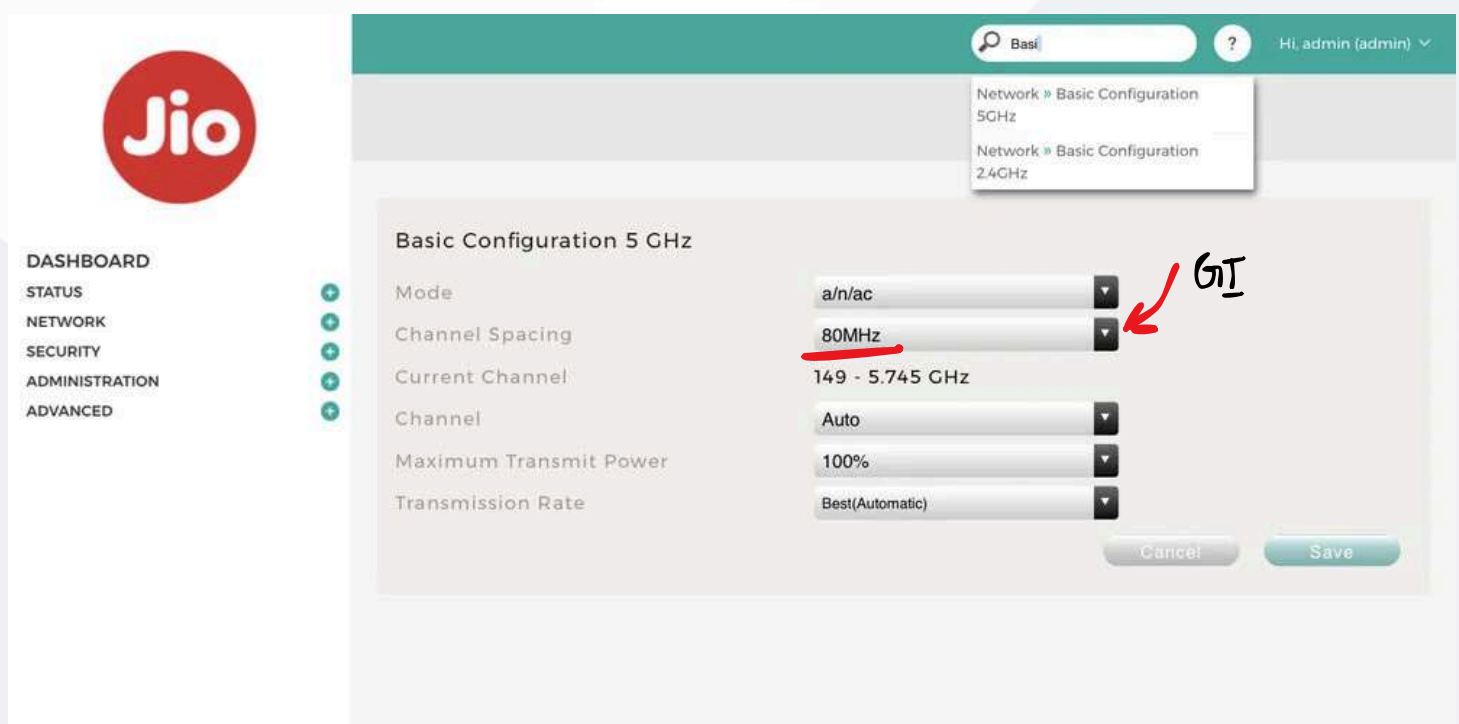 Jio
Basi
?
Hi, admin (admin)
Network » Basic Configuration
5GHz
Network » Basic Configuration
2.4GHz
DASHBOARD
STATUS
NETWORK
SECURITY
ADMINISTRATION
ADVANCED
Basic Configuration 5 GHz
Mode a/n/ac
GI
Channel Spacing 80MHz
Current Channel 149 - 5.745 GHz
Channel Auto
Maximum Transmit Power 100%
Transmission Rate Best(Automatic)
Cancel Save